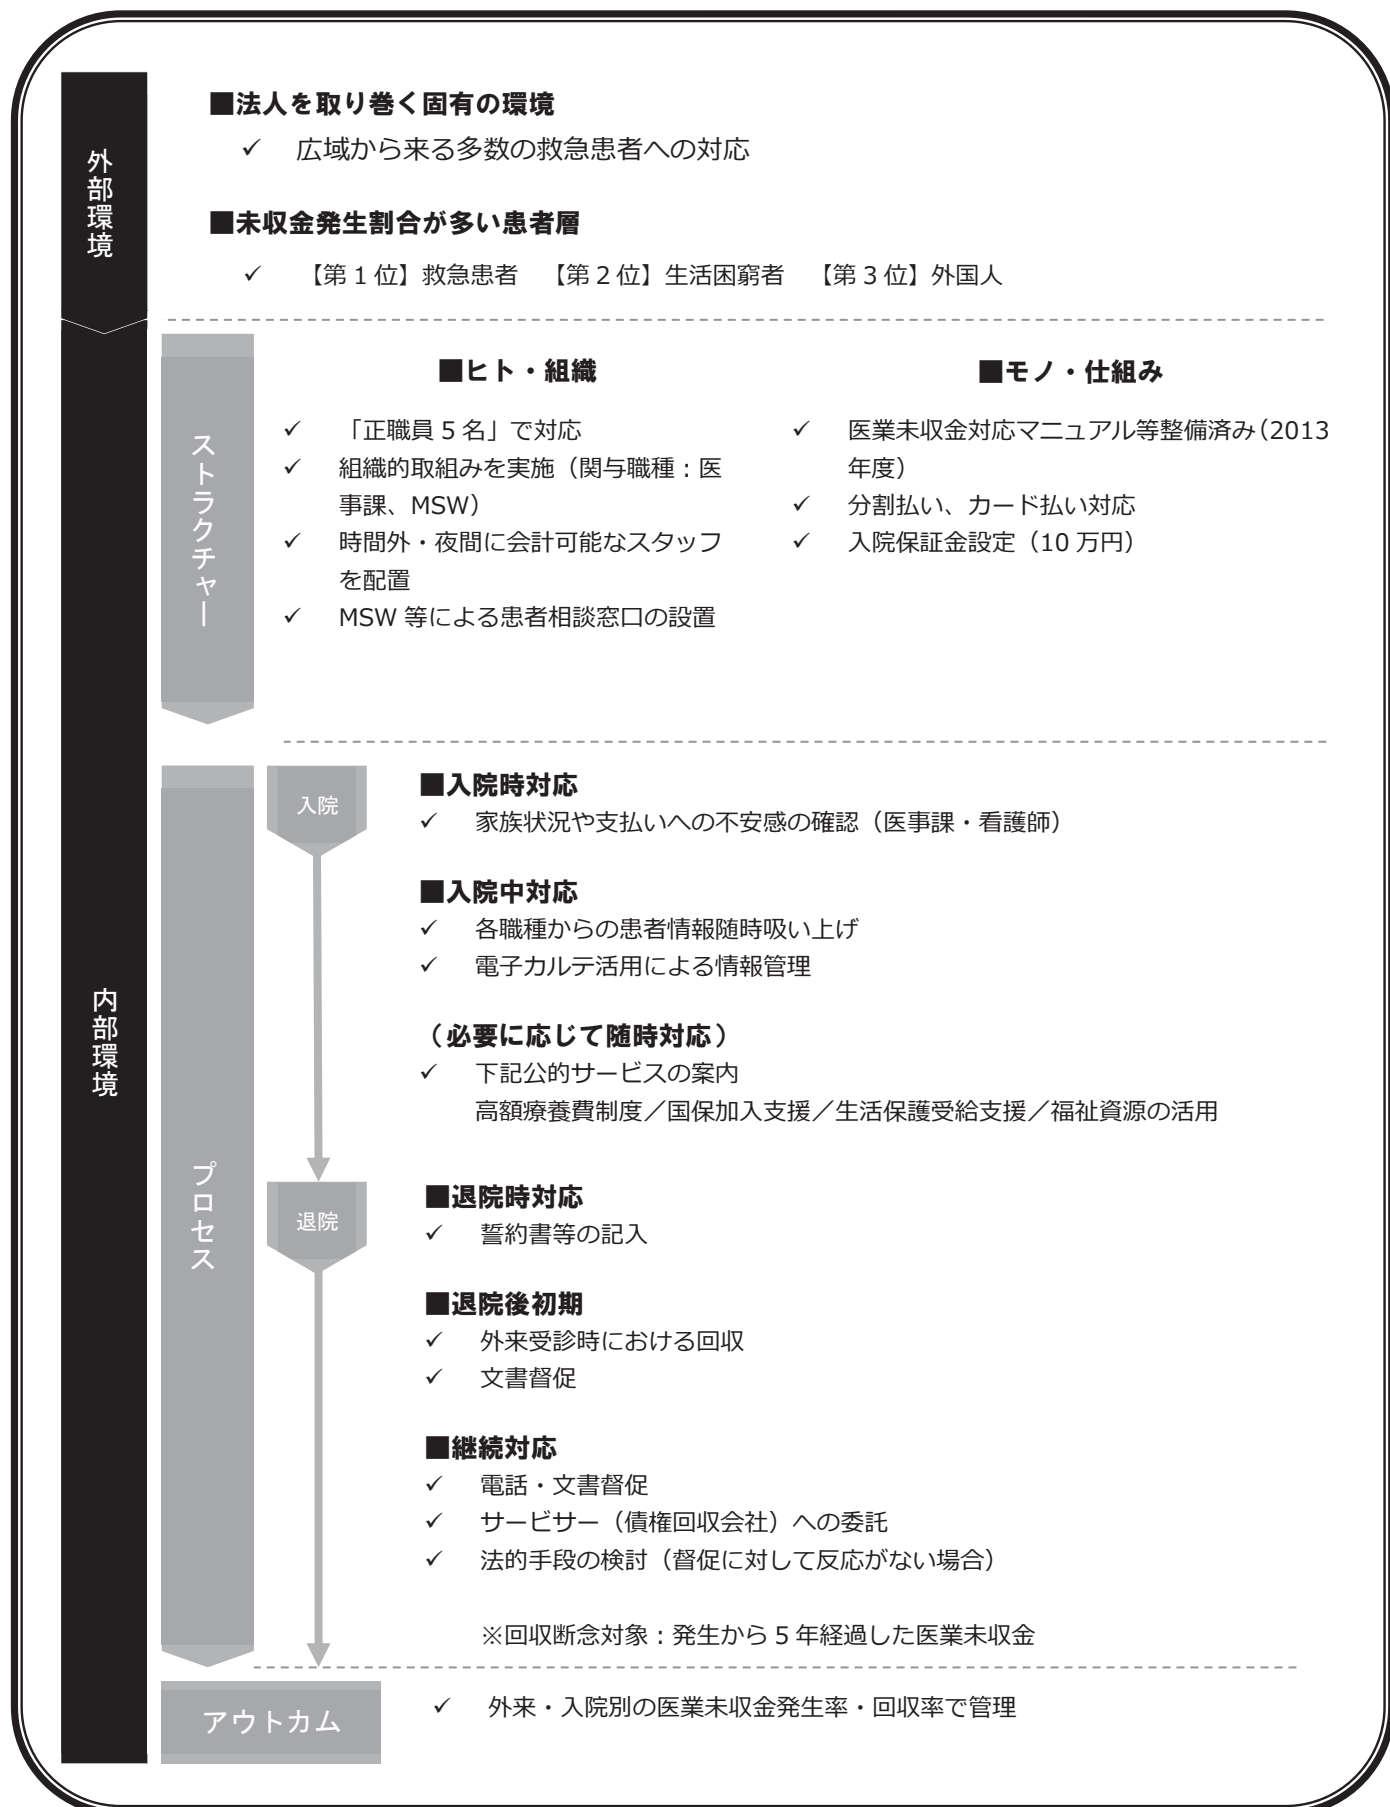 外部環境
■法人を取り巻く固有の環境
✓ 広域から来る多数の救急患者への対応
■未収金発生割合が多い患者層
✓ 【第1位】救急患者 【第2位】生活困窮者 【第3位】外国人
内部環境
ストラクチャー
■ヒト・組織
✓ 「正職員 5 名」で対応
✓ 組織的取組みを実施（関与職種：医
事課、MSW）
✓ 時間外・夜間に会計可能なスタッフ
を配置
✓ MSW 等による患者相談窓口の設置
■モノ・仕組み
✓ 医業未収金対応マニュアル等整備済み（2013
年度）
✓ 分割払い、カード払い対応
✓ 入院保証金設定（10 万円）
プロセス
入院
■入院時対応
✓ 家族状況や支払いへの不安感の確認（医事課・看護師）
■入院中対応
✓ 各職種からの患者情報随時吸い上げ
✓ 電子カルテ活用による情報管理
（必要に応じて随時対応）
✓ 下記公的サービスの案内
高額療養費制度／国保加入支援／生活保護受給支援／福祉資源の活用
退院
■退院時対応
✓ 誓約書等の記入
■退院後初期
✓ 外来受診時における回収
✓ 文書督促
■継続対応
✓ 電話・文書督促
✓ サービサー（債権回収会社）への委託
✓ 法的手段の検討（督促に対して反応がない場合）
※回収断念対象：発生から 5 年経過した医業未収金
アウトカム
✓ 外来・入院別の医業未収金発生率・回収率で管理